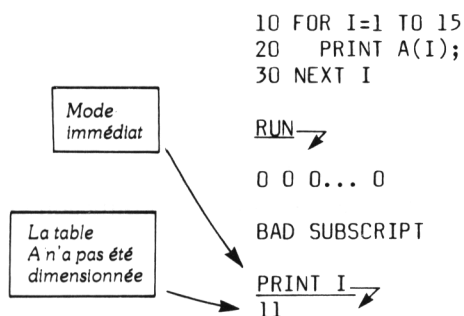 10 FOR I=1 TO 15
20 PRINT A(I);
30 NEXT I
Mode
immédiat
RUN
0 0 0... 0
La table
A n'a pas été
dimensionnée
BAD SUBSCRIPT
PRINT I
11